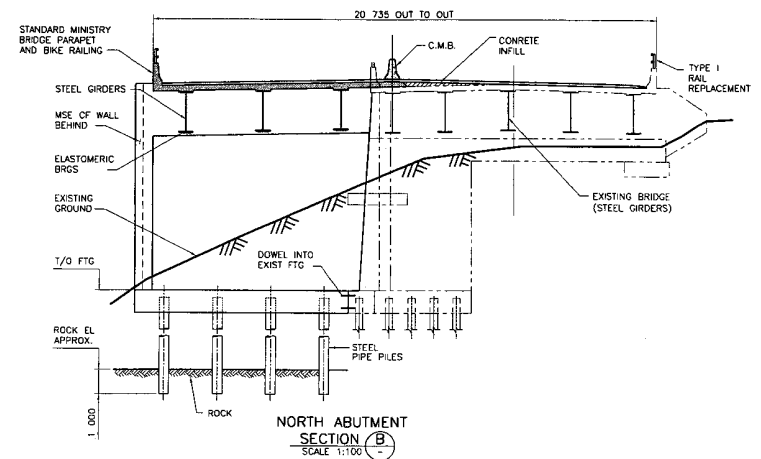 20 735 OUT TO OUT
STANDARD MINISTRY
BRIDGE PARAPET
AND BIKE RAILING
C.M.B.
CONRETE
INFILL
TYPE 1
RAIL
REPLACEMENT
STEEL GIRDERS
MSE CF WALL
BEHIND
ELASTOMERIC
BRGS
EXISTING
GROUND
EXISTING BRIDGE
(STEEL GIRDERS)
DOWEL INTO
EXIST FTG
T/O FTG
ROCK EL
APPROX.
STEEL
PIPE PILES
1 000
ROCK
NORTH ABUTMENT
SECTION B
SCALE 1:100 -